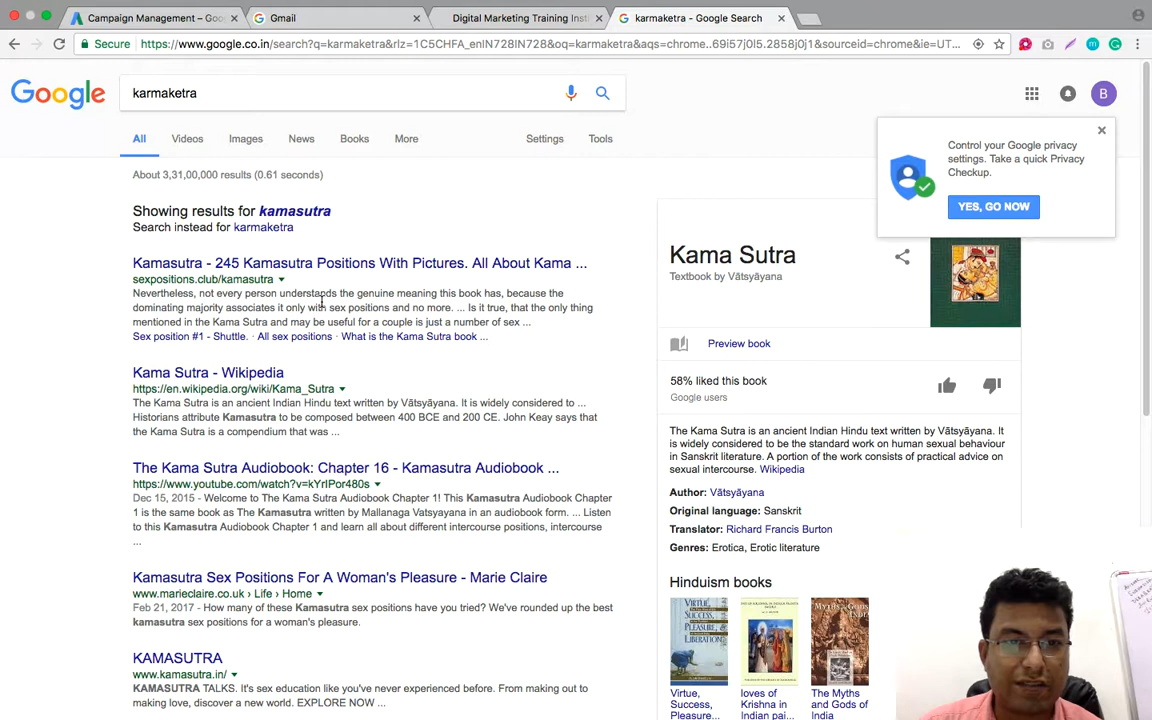 Campaign Management – Goo
Gmail
Digital Marketing Training Inst
karmaketra - Google Search
Secure
https://www.google.co.in/search?q=karmaketra&rlz=1C5CHFA_enIN728IN728&oq=karmaketra&aqs=chrome..69i57j0l5.2858j0j1&sourceid=chrome&ie=UT...
Google
karmaketra
B
All
Videos
Images
News
Books
More
Settings
Tools
Control your Google privacy
settings. Take a quick Privacy
Checkup.
YES, GO NOW
About 3,31,00,000 results (0.61 seconds)
Showing results for kamasutra
Search instead for karmaketra
Kamasutra - 245 Kamasutra Positions With Pictures. All About Kama ...
sexpositions.club/kamasutra
Nevertheless, not every person understands the genuine meaning this book has, because the
dominating majority associates it only with sex positions and no more. ... Is it true, that the only thing
mentioned in the Kama Sutra and may be useful for a couple is just a number of sex ...
Sex position #1 - Shuttle. · All sex positions · What is the Kama Sutra book ...
Kama Sutra - Wikipedia
https://en.wikipedia.org/wiki/Kama_Sutra
The Kama Sutra is an ancient Indian Hindu text written by Vātsyāyana. It is widely considered to ...
Historians attribute Kamasutra to be composed between 400 BCE and 200 CE. John Keay says that
the Kama Sutra is a compendium that was ...
The Kama Sutra Audiobook: Chapter 16 - Kamasutra Audiobook ...
https://www.youtube.com/watch?v=kYrIPor480s
Dec 15, 2015 - Welcome to The Kama Sutra Audiobook Chapter 1! This Kamasutra Audiobook Chapter
1 is the same book as The Kamasutra written by Mallanaga Vatsyayana in an audiobook form. ... Listen
to this Kamasutra Audiobook Chapter 1 and learn all about different intercourse positions, intercourse
...
Kamasutra Sex Positions For A Woman's Pleasure - Marie Claire
www.marieclaire.co.uk › Life › Home
Feb 21, 2017 - How many of these Kamasutra sex positions have you tried? We've rounded up the best
kamasutra sex positions for a woman's pleasure.
KAMASUTRA
www.kamasutra.in/
KAMASUTRA TALKS. It's sex education like you've never experienced before. From making out to
making love, discover a new world. EXPLORE NOW ...
Kama Sutra
Textbook by Vātsyāyana
Preview book
58% liked this book
Google users
The Kama Sutra is an ancient Indian Hindu text written by Vātsyāyana. It
is widely considered to be the standard work on human sexual behaviour
in Sanskrit literature. A portion of the work consists of practical advice on
sexual intercourse. Wikipedia
Author: Vātsyāyana
Original language: Sanskrit
Translator: Richard Francis Burton
Genres: Erotica, Erotic literature
Hinduism books
Virtue,
Success,
Pleasure...
loves of
Krishna in
Indian pai...
The Myths
and Gods of
India